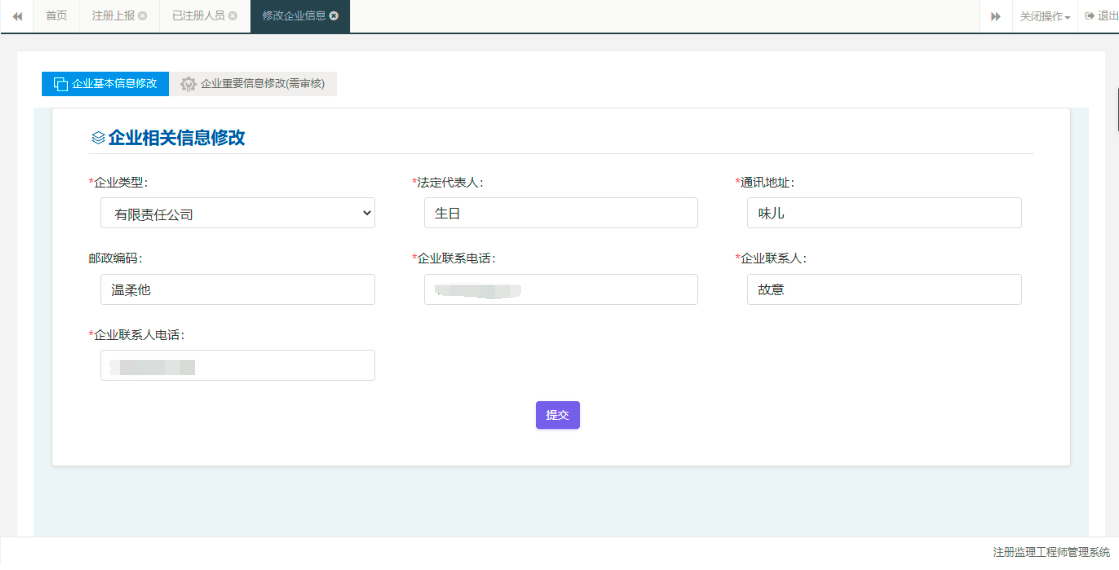 首页 注册上报 已注册人员 修改企业信息 关闭操作 退出
企业基本信息修改 企业重要信息修改(需审核)
企业相关信息修改
*企业类型: *法定代表人: *通讯地址:
有限责任公司 生日 味儿
邮政编码: *企业联系电话: *企业联系人:
温柔他 故意
*企业联系人电话:
提交
注册监理工程师管理系统